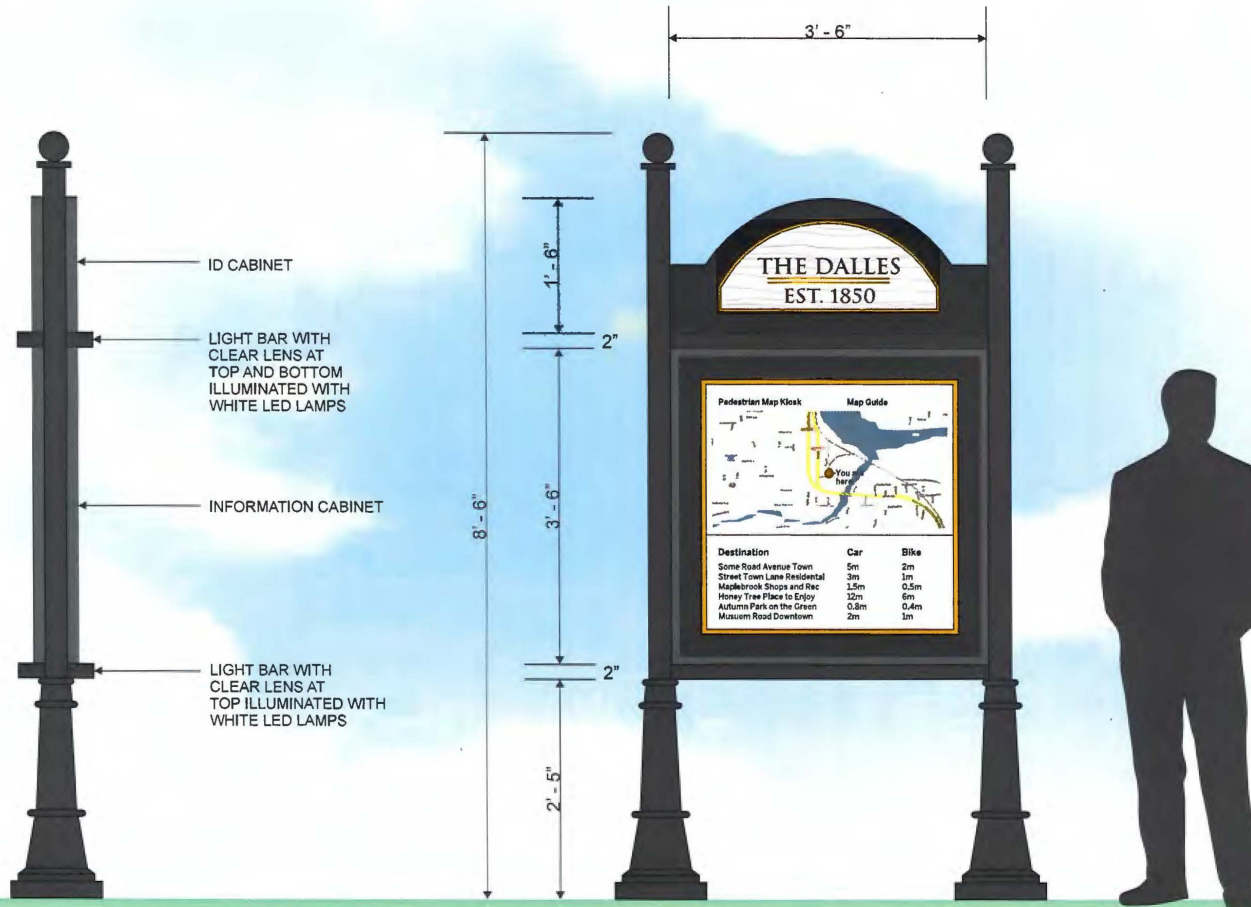 3' - 6"
ID CABINET
LIGHT BAR WITH
CLEAR LENS AT
TOP AND BOTTOM
ILLUMINATED WITH
WHITE LED LAMPS
INFORMATION CABINET
LIGHT BAR WITH
CLEAR LENS AT
TOP ILLUMINATED WITH
WHITE LED LAMPS
8' - 6"
1' - 6"
2"
3' - 6"
2"
2' - 5"
THE DALLES
EST. 1850
Pedestrian Map Kiosk Map Guide
You
here
Destination Car Bike
Some Road Avenue Town 5m 2m
Street Town Lane Residental 3m 1m
Maplebrook Shops and Rec 1.5m 0.5m
Honey Tree Place to Enjoy 12m 6m
Autumn Park on the Green 0.8m 0.4m
Musuem Road Downtown 2m 1m